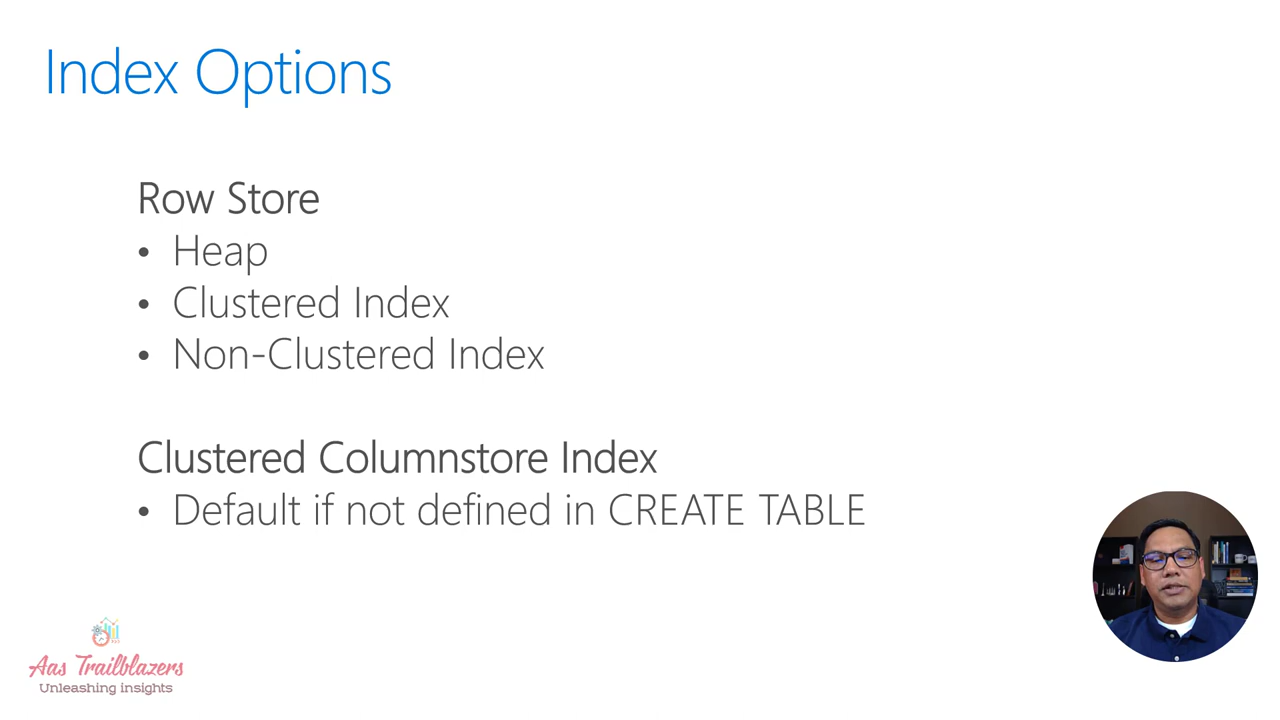 Index Options
Row Store
• Heap
• Clustered Index
• Non-Clustered Index
Clustered Columnstore Index
• Default if not defined in CREATE TABLE
Aas Trailblazers
Unleashing insights